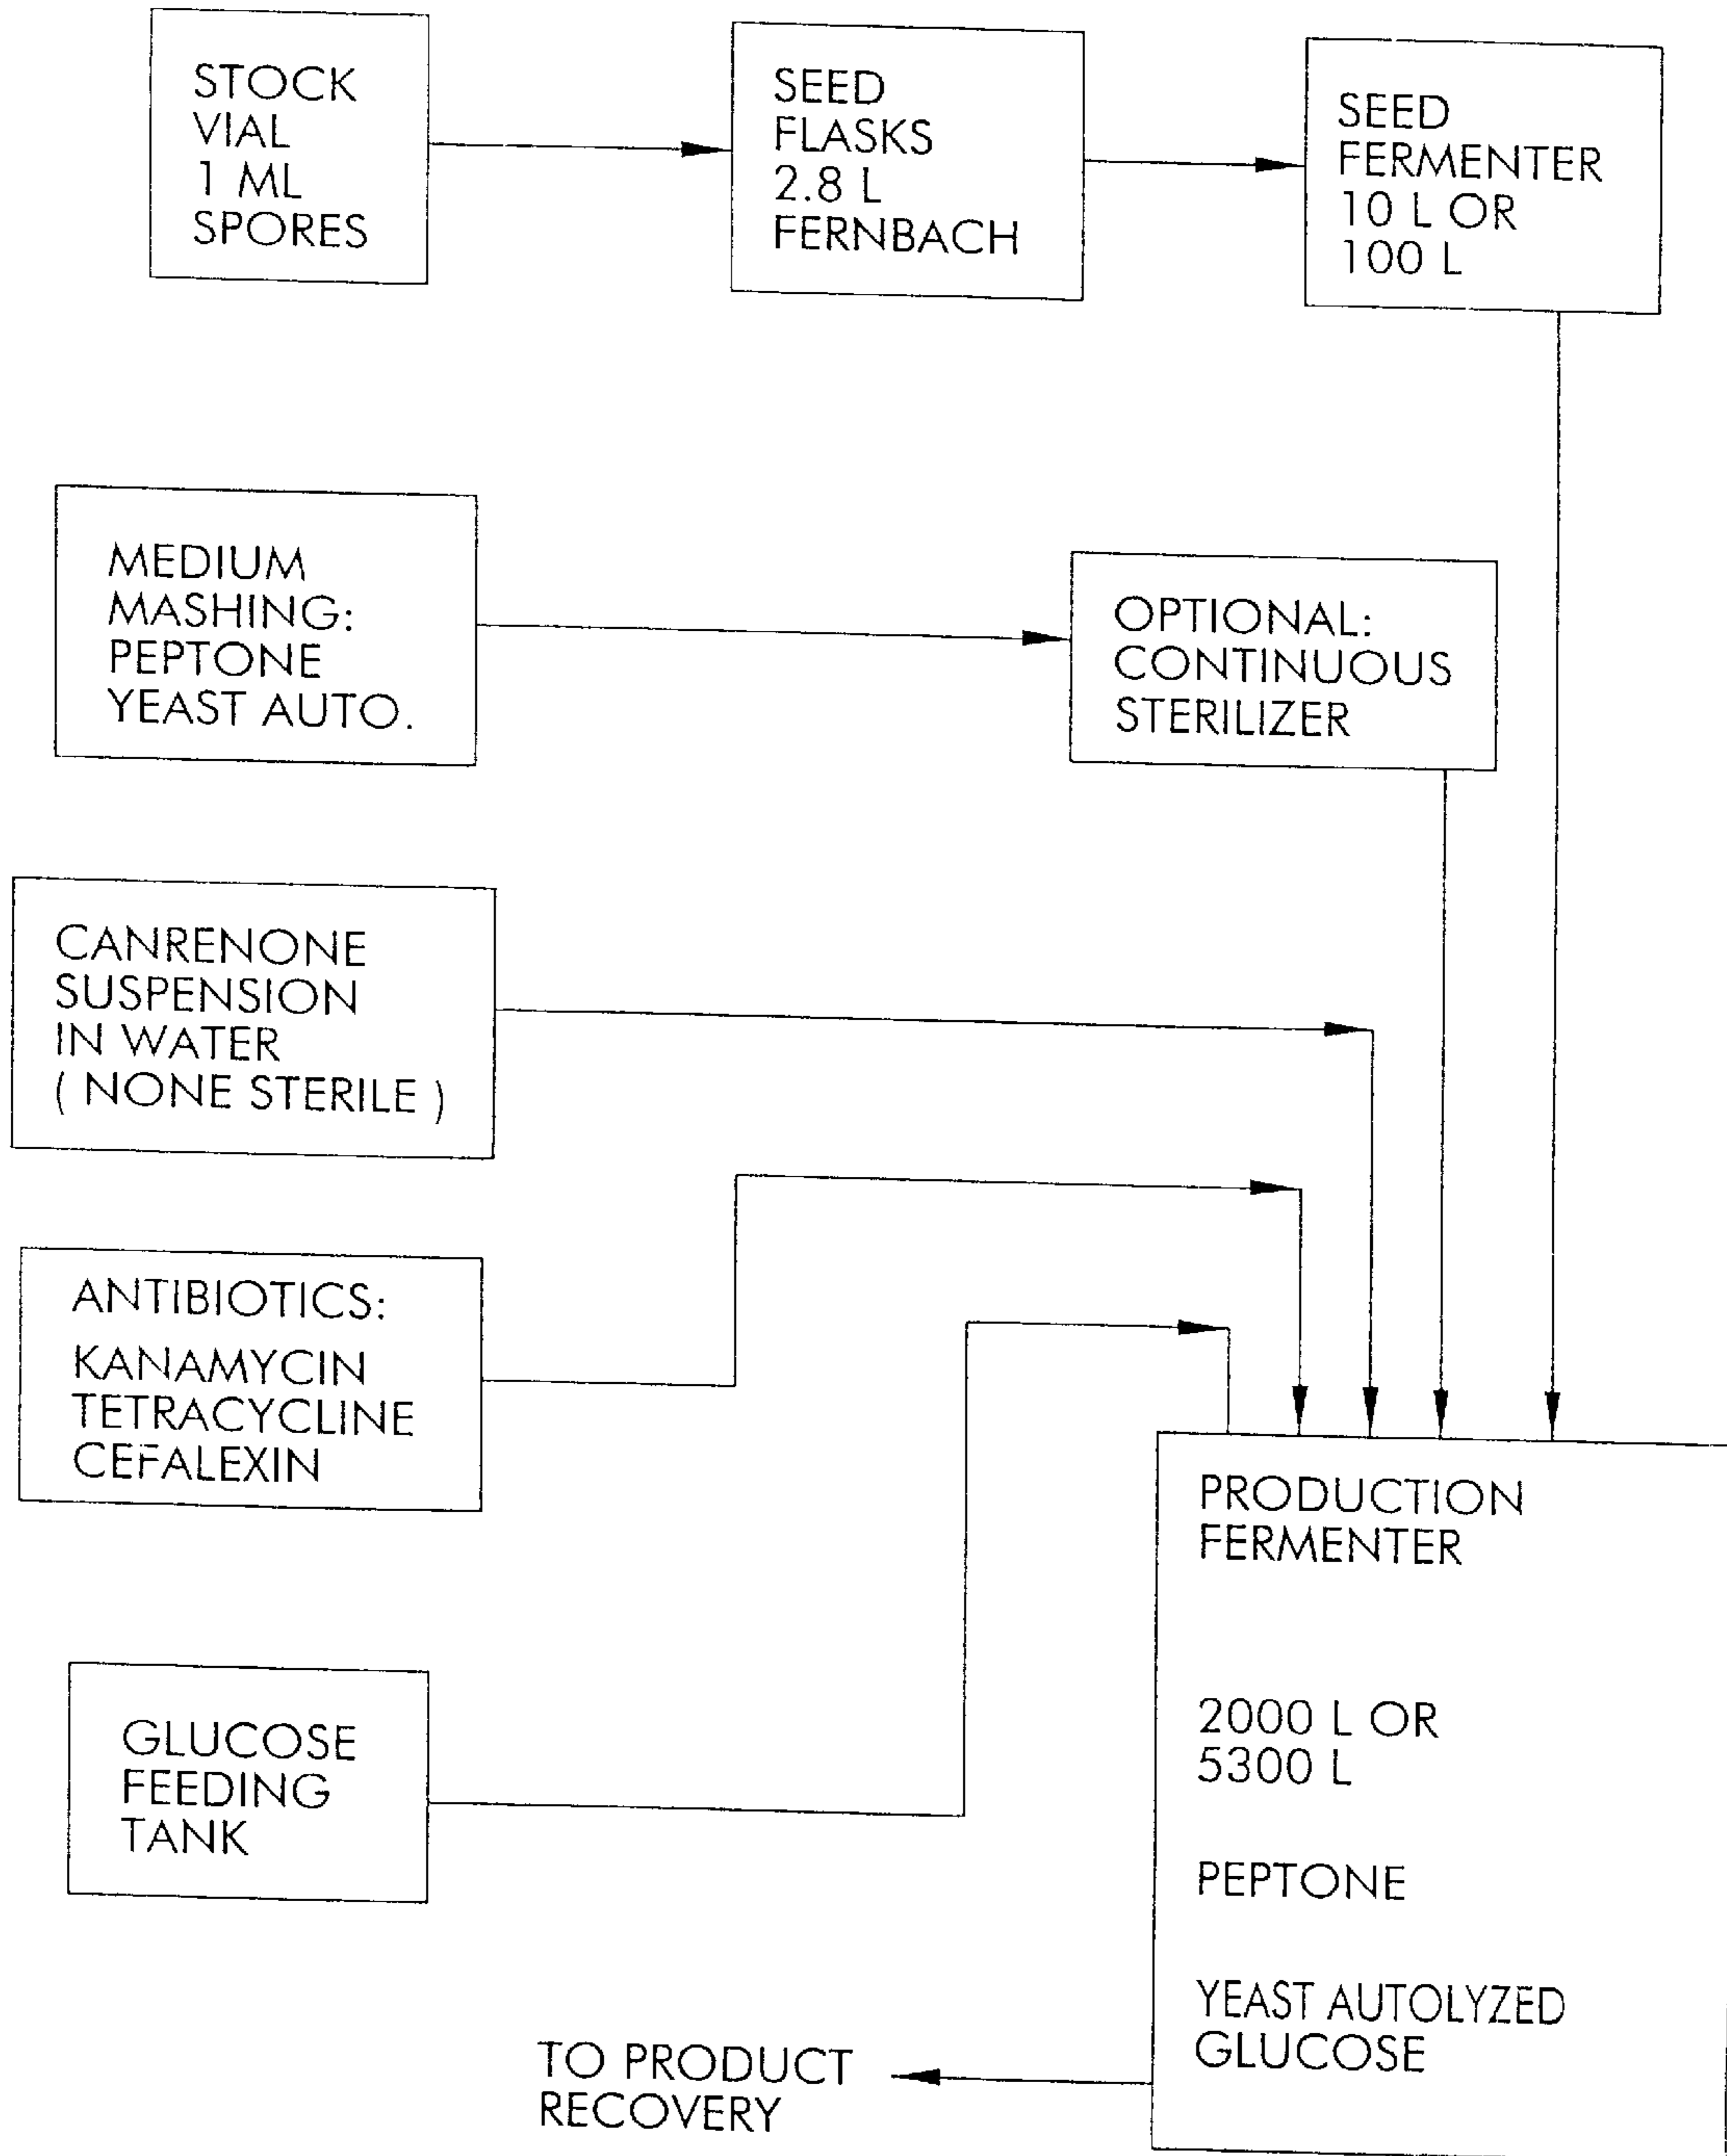 STOCK
VIAL
1 ML
SPORES
SEED
FLASKS
2.8 L
FERNBACH
SEED
FERMENTER
10 L OR
100 L
MEDIUM
MASHING:
PEPTONE
YEAST AUTO.
OPTIONAL:
CONTINUOUS
STERILIZER
CANRENONE
SUSPENSION
IN WATER
( NONE STERILE )
ANTIBIOTICS:
KANAMYCIN
TETRACYCLINE
CEFALEXIN
GLUCOSE
FEEDING
TANK
PRODUCTION
FERMENTER
2000 L OR
5300 L
PEPTONE
YEAST AUTOLYZED
GLUCOSE
TO PRODUCT
RECOVERY